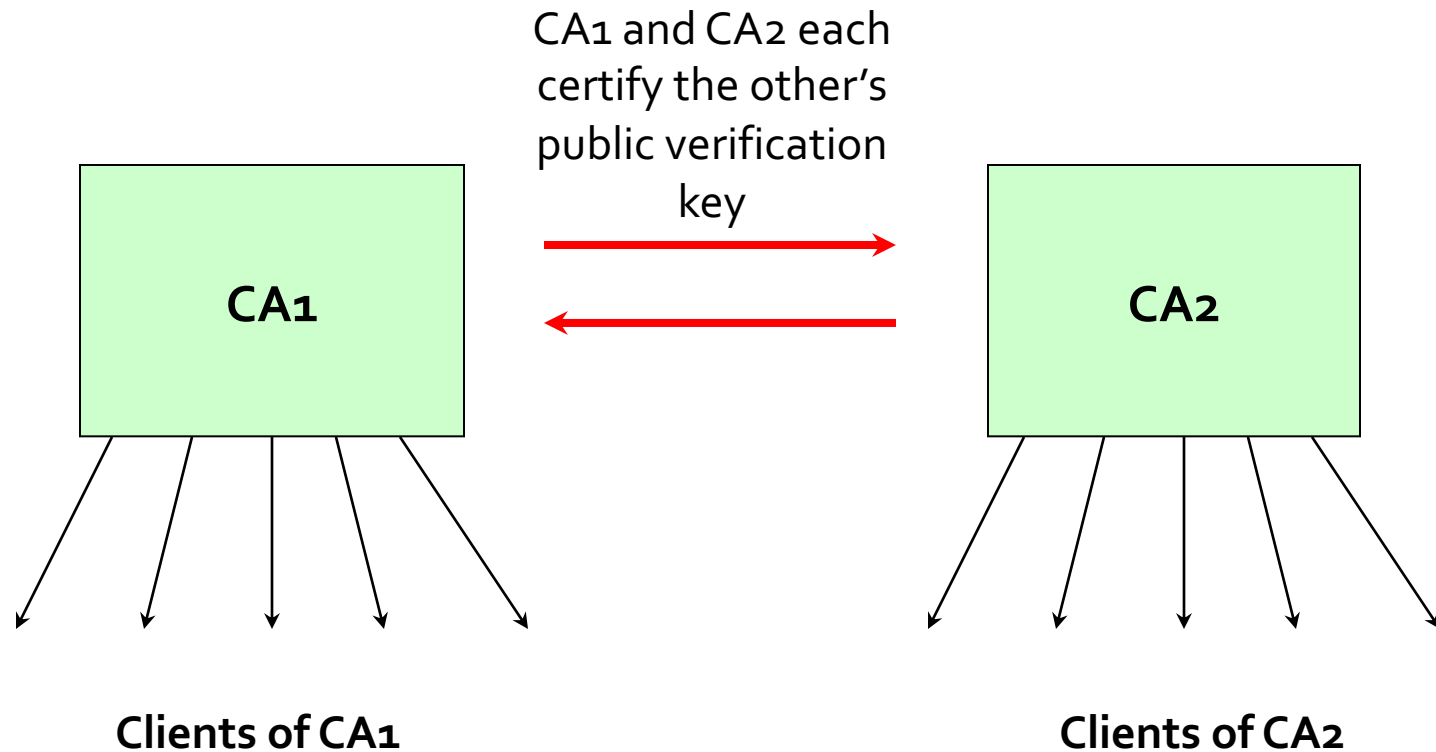 CA1 and CA2 each
certify the other’s
public verification
key
CA1
CA2
Clients of CA1
Clients of CA2